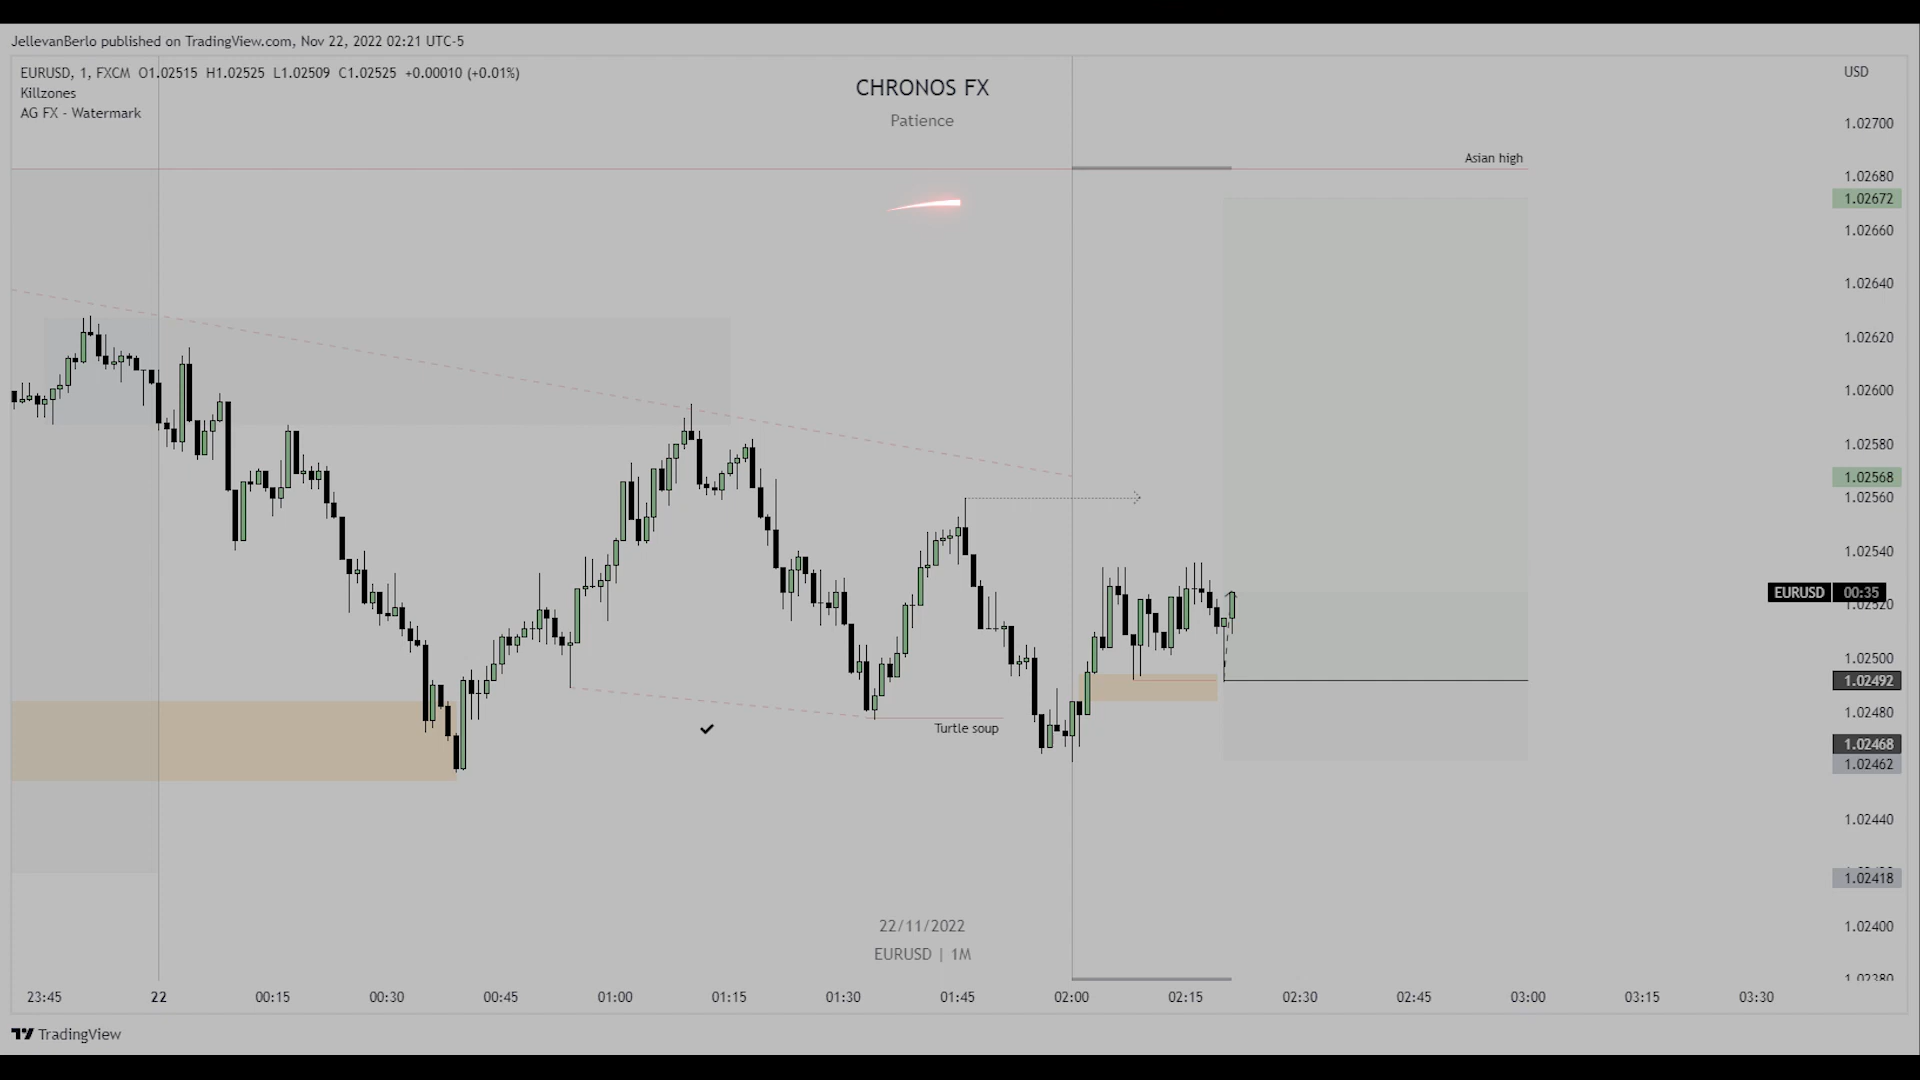 JellevanBerlo published on TradingView.com, Nov 22, 2022 02:21 UTC-5
EURUSD, 1, FXCM O1.02515 H1.02525 L1.02509 C1.02525 +0.00010 (+0.01%)
Killzones
AG FX - Watermark
CHRONOS FX
Patience
USD
1.02700
Asian high
1.02680
1.02672
1.02660
1.02640
1.02620
1.02600
1.02580
1.02568
1.02560
1.02540
EURUSD 00:35
1.02520
1.02500
1.02492
1.02480
Turtle soup
1.02468
1.02462
1.02440
1.02418
1.02400
1.02380
22/11/2022
EURUSD | 1M
23:45 22 00:15 00:30 00:45 01:00 01:15 01:30 01:45 02:00 02:15 02:30 02:45 03:00 03:15 03:30
TradingView